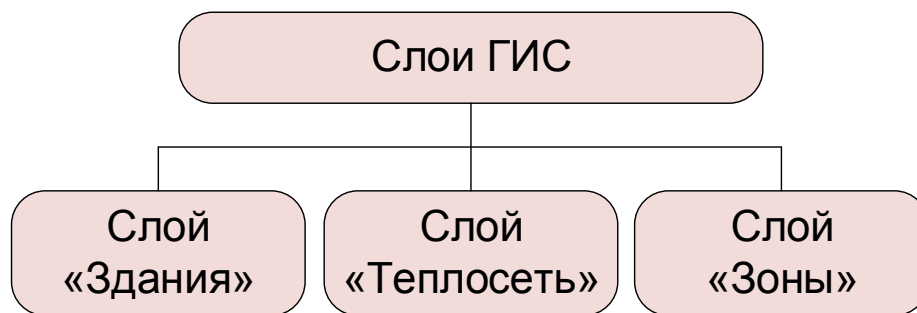 Слои ГИС
Слой
«Здания»
Слой
«Теплосеть»
Слой
«Зоны»